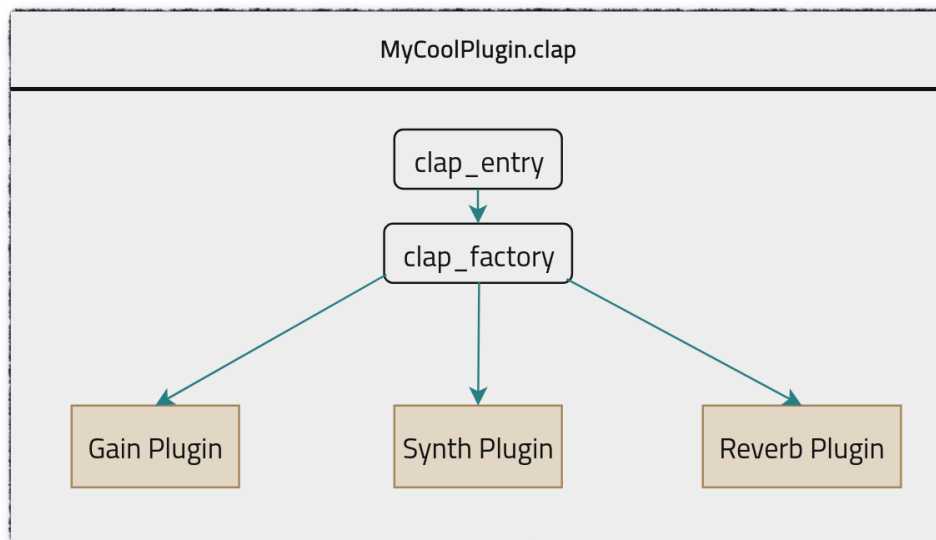 MyCoolPlugin.clap
clap_entry
clap_factory
Gain Plugin
Synth Plugin
Reverb Plugin